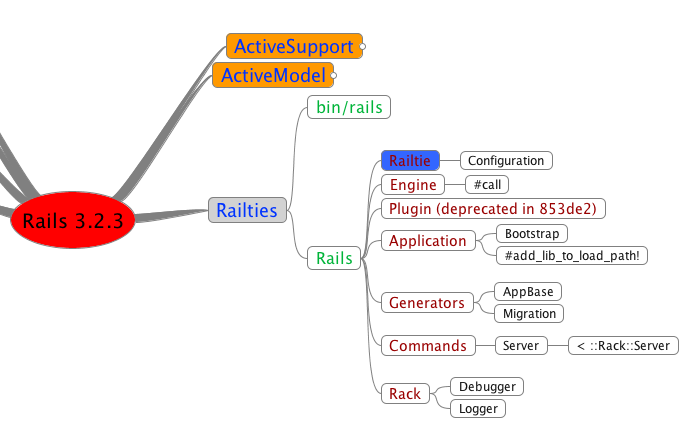 ActiveSupport
ActiveModel
bin/rails
Railtie
Configuration
Engine
#call
Railties
Plugin (deprecated in 853de2)
Rails 3.2.3
Application
Bootstrap
#add_lib_to_load_path!
Rails
Generators
AppBase
Migration
Commands
Server
< ::Rack::Server
Rack
Debugger
Logger